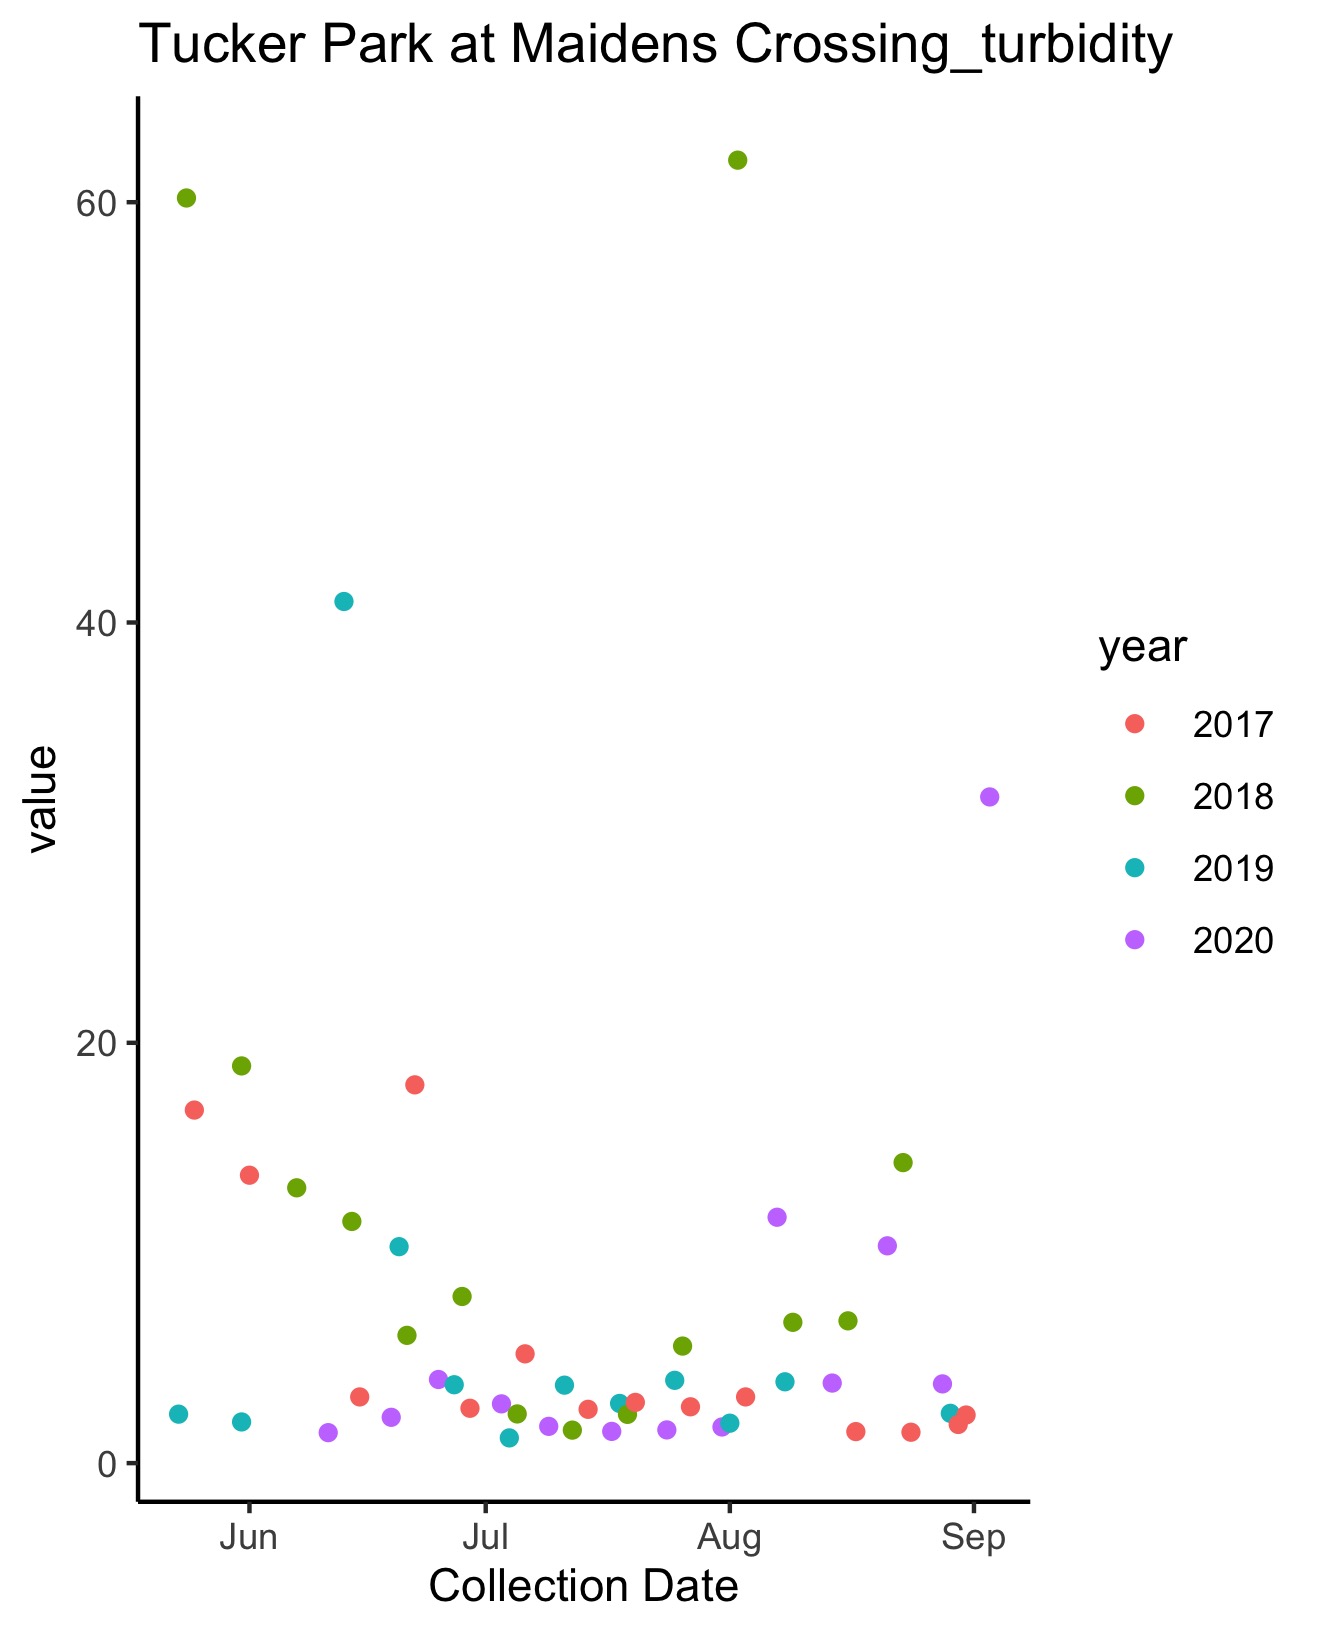 Tucker Park at Maidens Crossing_turbidity
60
40
20
0
value
Jun Jul Aug Sep
Collection Date
year
2017
2018
2019
2020